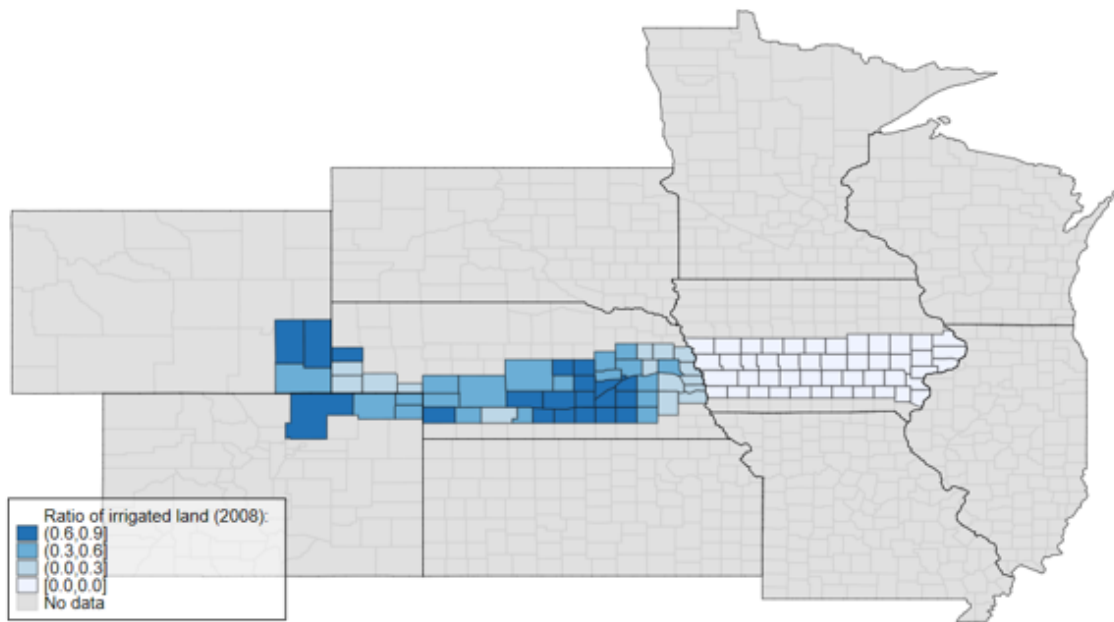 Ratio of irrigated land (2008):
(0.6,0.9]
(0.3,0.6]
(0.0,0.3]
[0.0,0.0]
No data